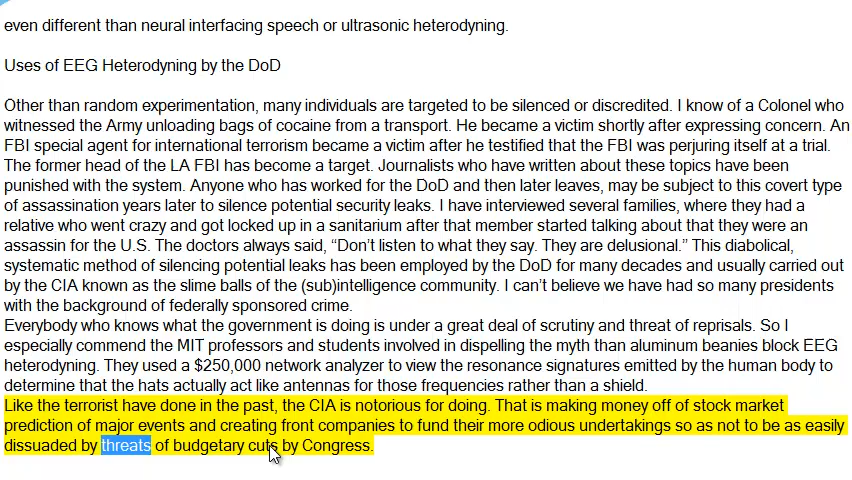 even different than neural interfacing speech or ultrasonic heterodyning.
Uses of EEG Heterodyning by the DoD
Other than random experimentation, many individuals are targeted to be silenced or discredited. I know of a Colonel who
witnessed the Army unloading bags of cocaine from a transport. He became a victim shortly after expressing concern. An
FBI special agent for international terrorism became a victim after he testified that the FBI was perjuring itself at a trial.
The former head of the LA FBI has become a target. Journalists who have written about these topics have been
punished with the system. Anyone who has worked for the DoD and then later leaves, may be subject to this covert type
of assassination years later to silence potential security leaks. I have interviewed several families, where they had a
relative who went crazy and got locked up in a sanitarium after that member started talking about that they were an
assassin for the U.S. The doctors always said, “Don’t listen to what they say. They are delusional.” This diabolical,
systematic method of silencing potential leaks has been employed by the DoD for many decades and usually carried out
by the CIA known as the slime balls of the (sub)intelligence community. I can’t believe we have had so many presidents
with the background of federally sponsored crime.
Everybody who knows what the government is doing is under a great deal of scrutiny and threat of reprisals. So I
especially commend the MIT professors and students involved in dispelling the myth than aluminum beanies block EEG
heterodyning. They used a $250,000 network analyzer to view the resonance signatures emitted by the human body to
determine that the hats actually act like antennas for those frequencies rather than a shield.
Like the terrorist have done in the past, the CIA is notorious for doing. That is making money off of stock market
prediction of major events and creating front companies to fund their more odious undertakings so as not to be as easily
dissuaded by threats of budgetary cuts by Congress.